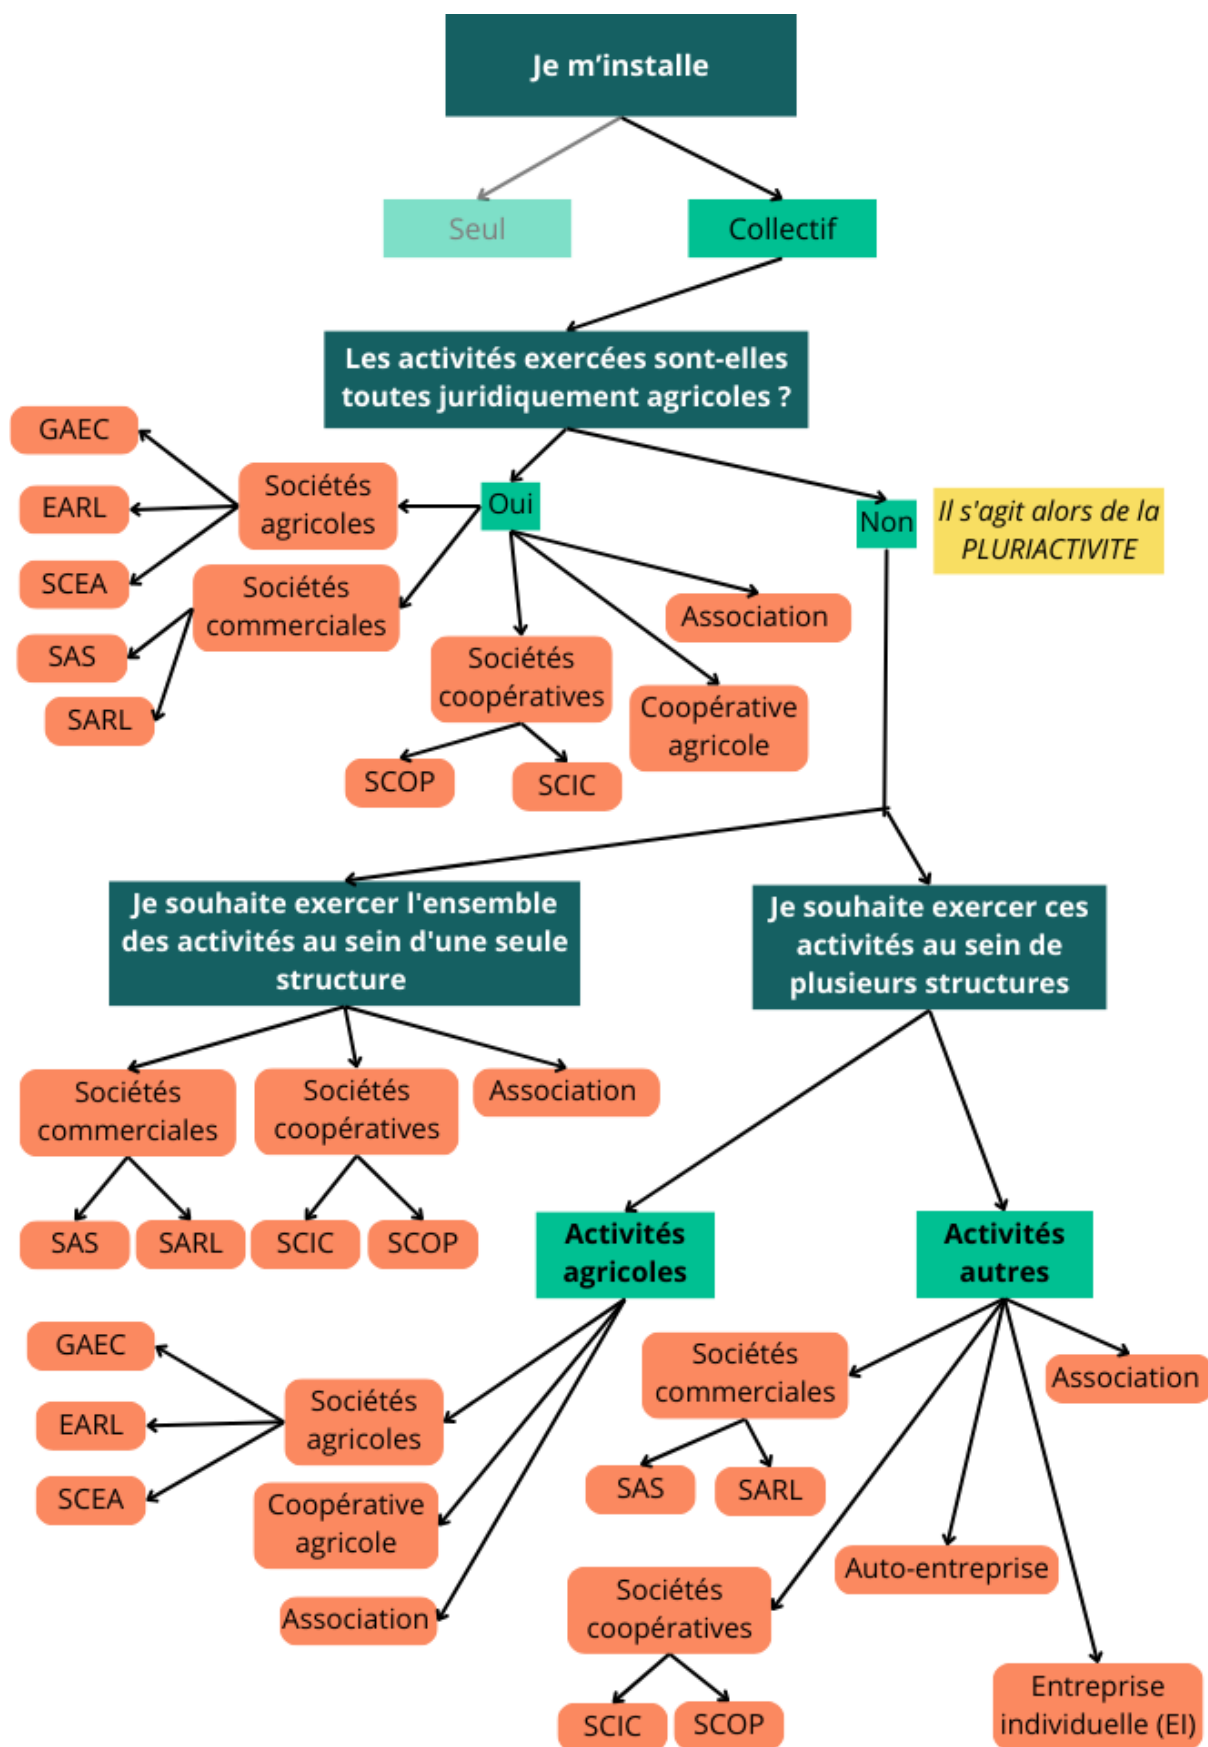 Je m’installe
Seul
Collectif
Les activités exercées sont-elles
toutes juridiquement agricoles ?
GAEC
EARL
SCEA
Sociétés
agricoles
Oui
Non
Il s'agit alors de la
PLURIACTIVITE
Sociétés
commerciales
SAS
SARL
Association
Sociétés
coopératives
Coopérative
agricole
SCOP
SCIC
Je souhaite exercer l'ensemble
des activités au sein d'une seule
structure
Je souhaite exercer ces
activités au sein de
plusieurs structures
Sociétés
commerciales
Sociétés
coopératives
Association
SAS
SARL
SCIC
SCOP
Activités
agricoles
Activités
autres
GAEC
EARL
SCEA
Sociétés
agricoles
Coopérative
agricole
Association
Sociétés
commerciales
SAS
SARL
Association
Auto-entreprise
Sociétés
coopératives
SCIC
SCOP
Entreprise
individuelle (EI)